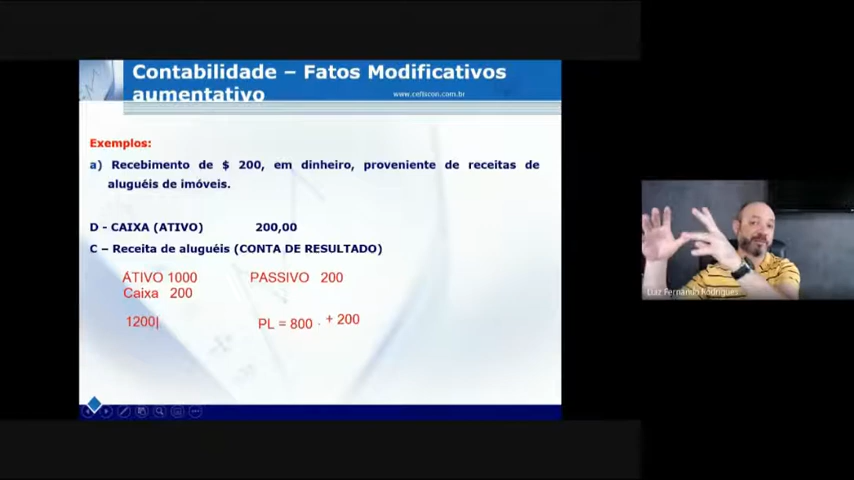 Contabilidade – Fatos Modificativos
aumentativo
www.cefiscon.com.br
Exemplos:
a) Recebimento de $ 200, em dinheiro, proveniente de receitas de
aluguéis de imóveis.
D - CAIXA (ATIVO) 200,00
C – Receita de aluguéis (CONTA DE RESULTADO)
ATIVO 1000 PASSIVO 200
Caixa 200
1200| PL = 800 . + 200
Luiz Fernando Rodrigues